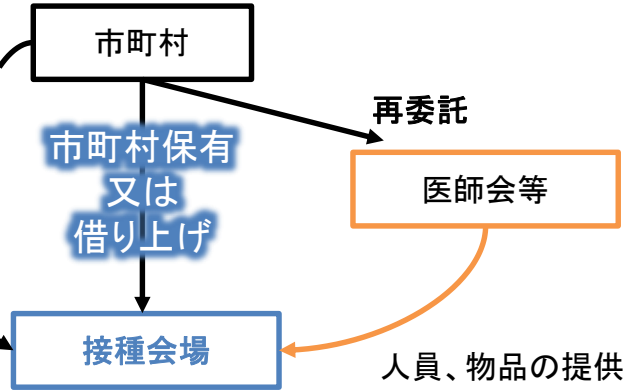 市町村
再委託
市町村保有
又は
借り上げ
医師会等
接種会場
人員、物品の提供